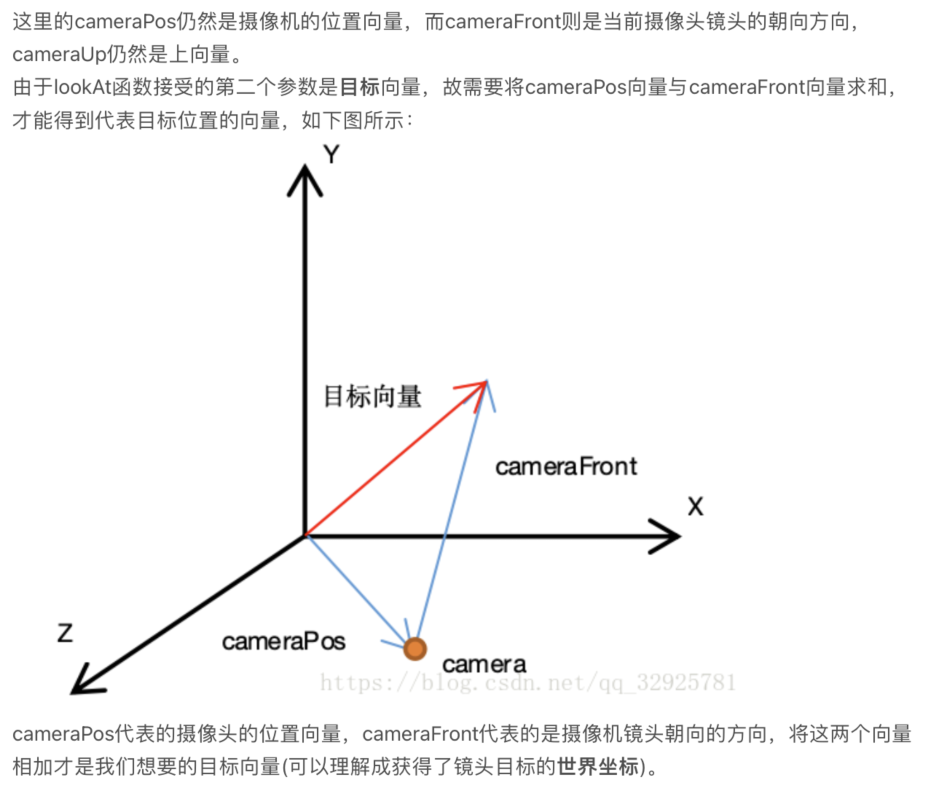 这里的cameraPos仍然是摄像机的位置向量，而cameraFront则是当前摄像头镜头的朝向方向，
cameraUp仍然是上向量。
由于lookAt函数接受的第二个参数是目标向量，故需要将cameraPos向量与cameraFront向量求和，
才能得到代表目标位置的向量，如下图所示：
Y
目标向量
cameraFront
X
Z
cameraPos
camera
https://blog.csdn.net/qq_32925781
cameraPos代表的摄像头的位置向量，cameraFront代表的是摄像机镜头朝向的方向，将这两个向量
相加才是我们想要的目标向量(可以理解成获得了镜头目标的世界坐标)。